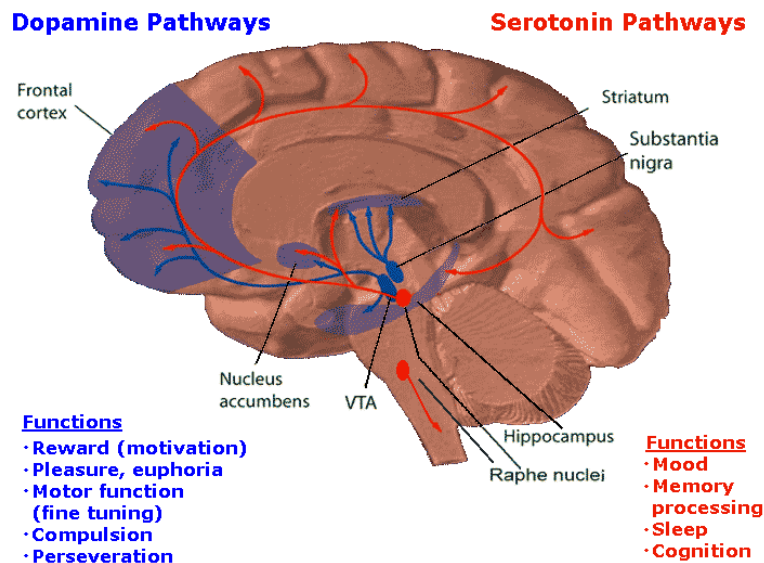 Dopamine Pathways
Serotonin Pathways
Frontal
cortex
Striatum
Substantia
nigra
Nucleus
accumbens
VTA
Hippocampus
Raphe nuclei
Functions
· Reward (motivation)
· Pleasure, euphoria
· Motor function
(fine tuning)
· Compulsion
· Perseveration
Functions
· Mood
· Memory
processing
· Sleep
· Cognition